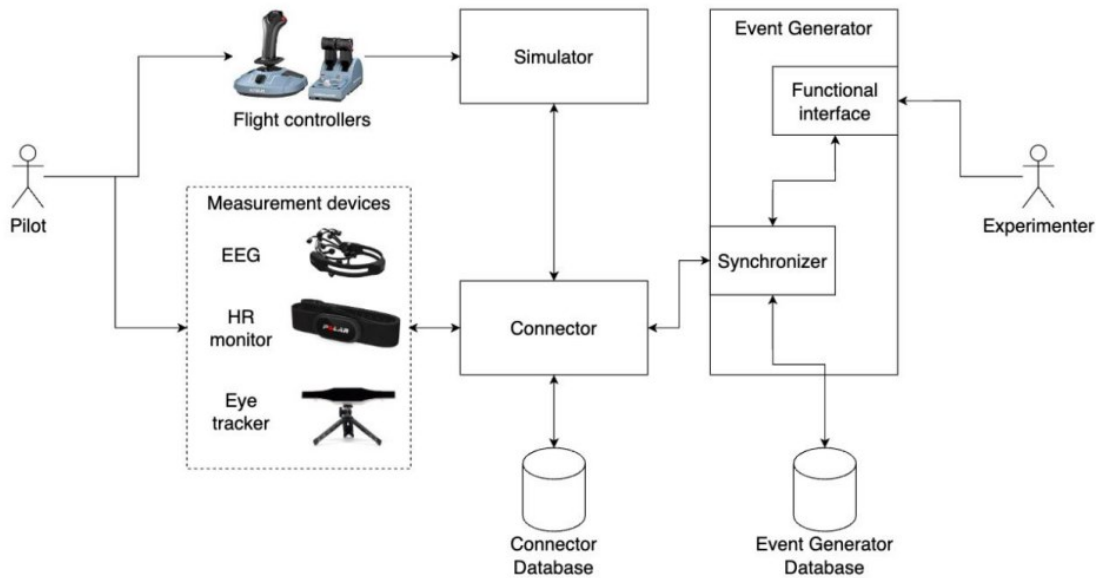 Event Generator
Simulator
Functional
interface
Flight controllers
Pilot
Measurement devices
EEG
HR
monitor
POLAR
Eye
tracker
Connector
Synchronizer
Experimenter
Connector
Database
Event Generator
Database